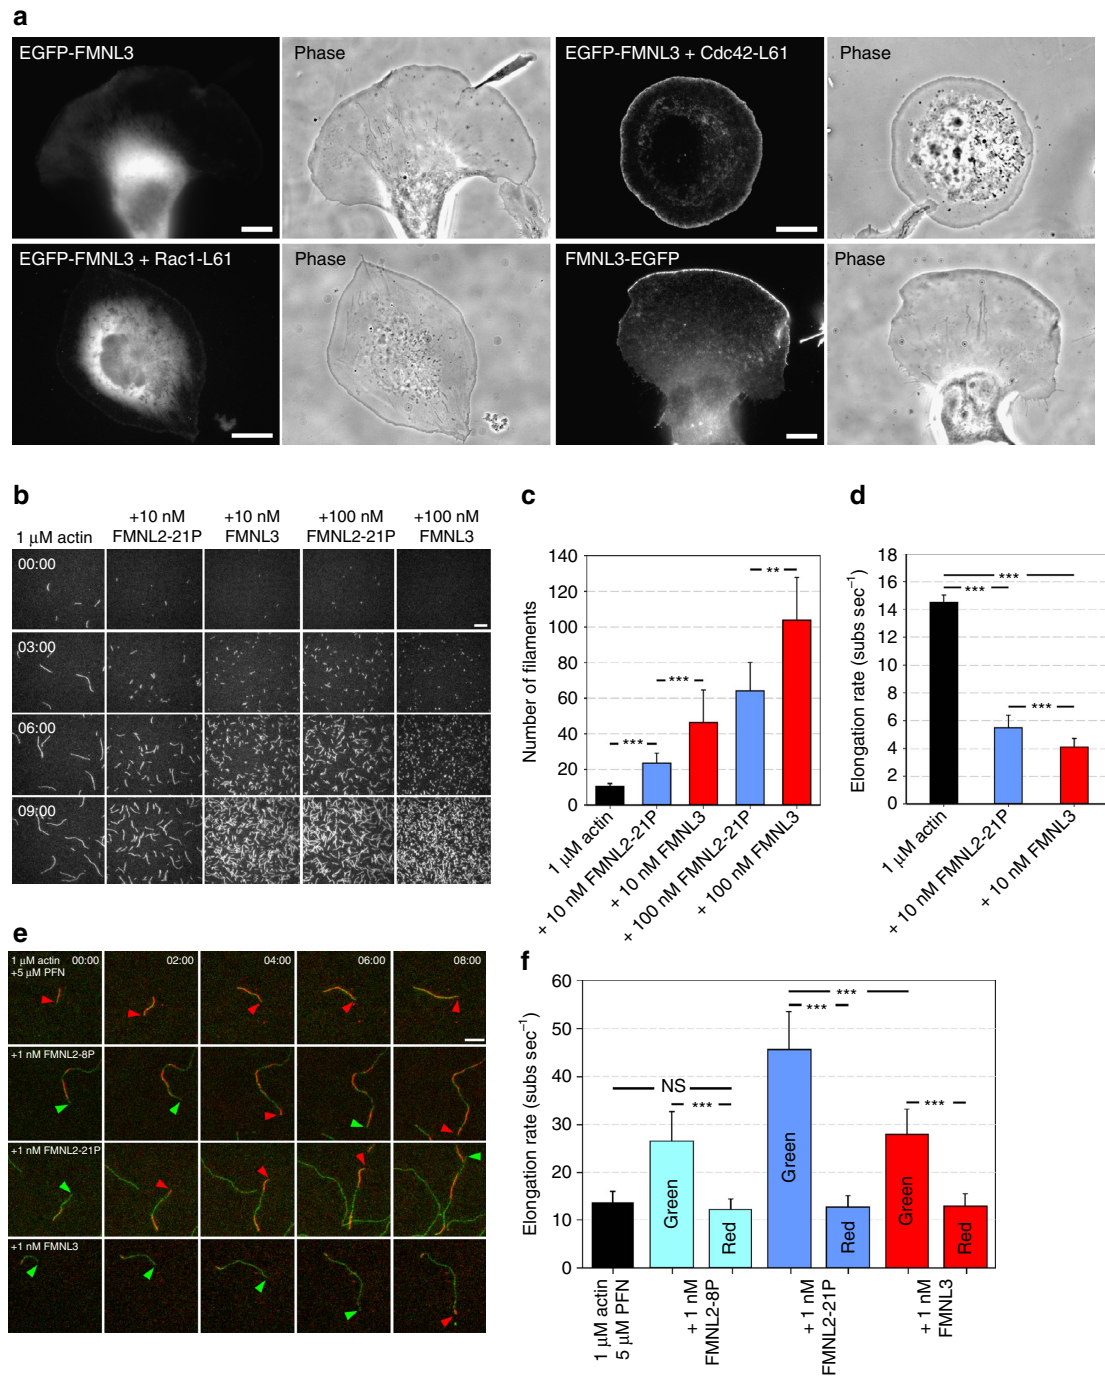 a
EGFP-FMNL3
Phase
EGFP-FMNL3 + Cdc42-L61
Phase
EGFP-FMNL3 + Rac1-L61
Phase
FMNL3-EGFP
Phase
b
1 μM actin
+10 nM
FMNL2-21P
+10 nM
FMNL3
+100 nM
FMNL2-21P
+100 nM
FMNL3
00:00
03:00
06:00
09:00
c
Number of filaments
140
120
100
80
60
40
20
0
***
***
**
1 μM actin
+ 10 nM FMNL2-21P
+ 10 nM FMNL3
+ 100 nM FMNL2-21P
+ 100 nM FMNL3
d
Elongation rate (subs sec⁻¹)
18
16
14
12
10
8
6
4
2
0
***
***
***
1 μM actin
+ 10 nM FMNL2-21P
+ 10 nM FMNL3
e
1 μM actin
+5 μM PFN
00:00
02:00
04:00
06:00
08:00
+1 nM FMNL2-8P
+1 nM FMNL2-21P
+1 nM FMNL3
f
Elongation rate (subs sec⁻¹)
60
50
40
30
20
10
0
NS
***
***
***
***
Green
Red
Green
Red
Green
Red
1 μM actin
5 μM PFN
+ 1 nM
FMNL2-8P
+ 1 nM
FMNL2-21P
+ 1 nM
FMNL3